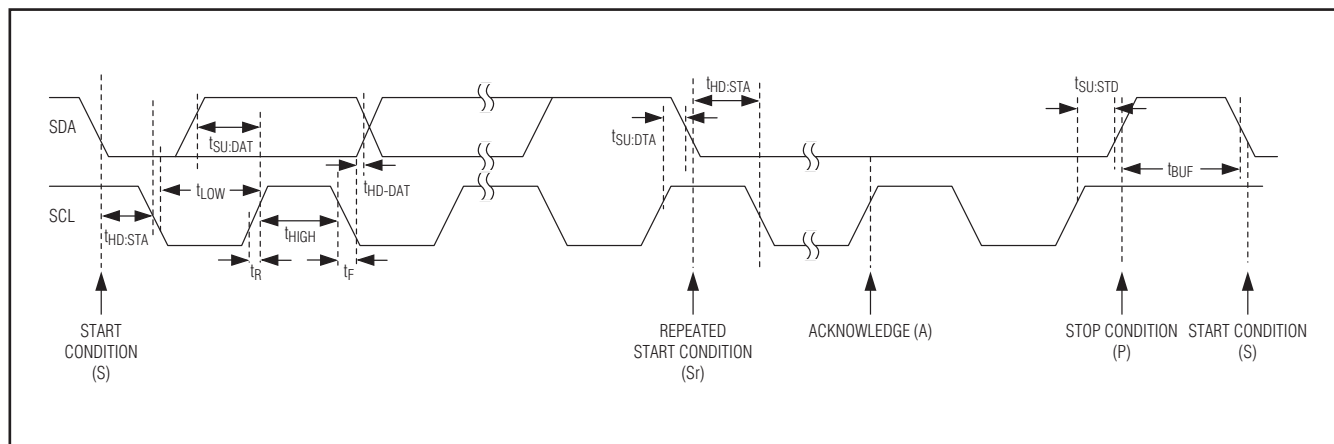 SDA
SCL
tSU:DAT
tLOW
tHD:STA
tR
tHIGH
tF
tHD-DAT
tSU:DTA
tHD:STA
tSU:STD
tBUF
START
CONDITION
(S)
REPEATED
START CONDITION
(Sr)
ACKNOWLEDGE (A)
STOP CONDITION
(P)
START CONDITION
(S)